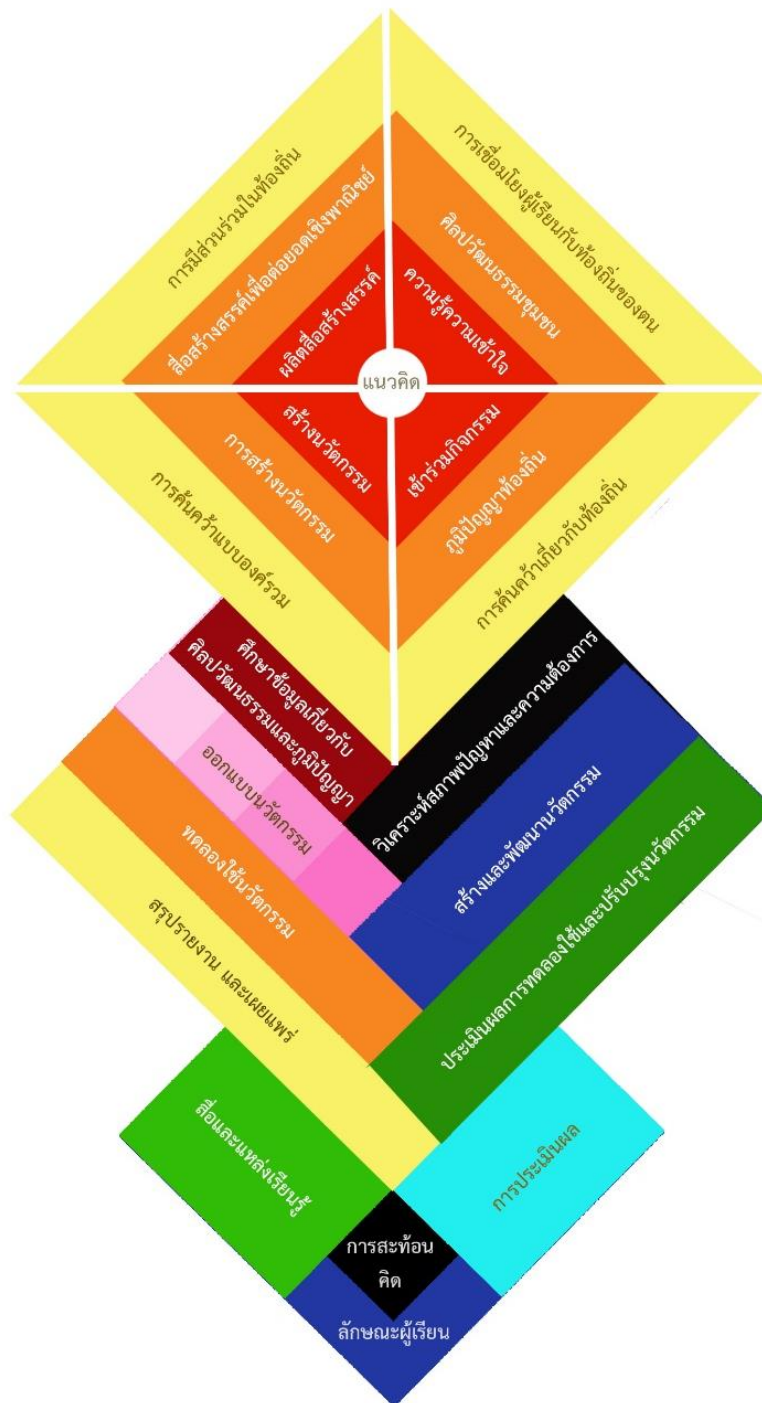 การมีส่วนร่วมในท้องถิ่น
การเชื่อมโยงผู้เรียนกับท้องถิ่นของตน
สื่อสร้างสรรค์เพื่อต่อยอดเชิงพาณิชย์
ศิลปวัฒนธรรมชุมชน
ผลิตสื่อสร้างสรรค์
ความรู้ความเข้าใจ
แนวคิด
สร้างนวัตกรรม
เข้าร่วมกิจกรรม
การสร้างนวัตกรรม
ภูมิปัญญาท้องถิ่น
การค้นคว้าแบบองค์รวม
การค้นคว้าเกี่ยวกับท้องถิ่น
ศึกษาข้อมูลเกี่ยวกับ
ศิลปวัฒนธรรมและภูมิปัญญา
วิเคราะห์สภาพปัญหาและความต้องการ
ออกแบบนวัตกรรม
สร้างและพัฒนานวัตกรรม
ทดลองใช้นวัตกรรม
ประเมินผลการทดลองใช้และปรับปรุงนวัตกรรม
สรุปรายงาน และเผยแพร่
สื่อและแหล่งเรียนรู้
การประเมินผล
การสะท้อน
คิด
ลักษณะผู้เรียน